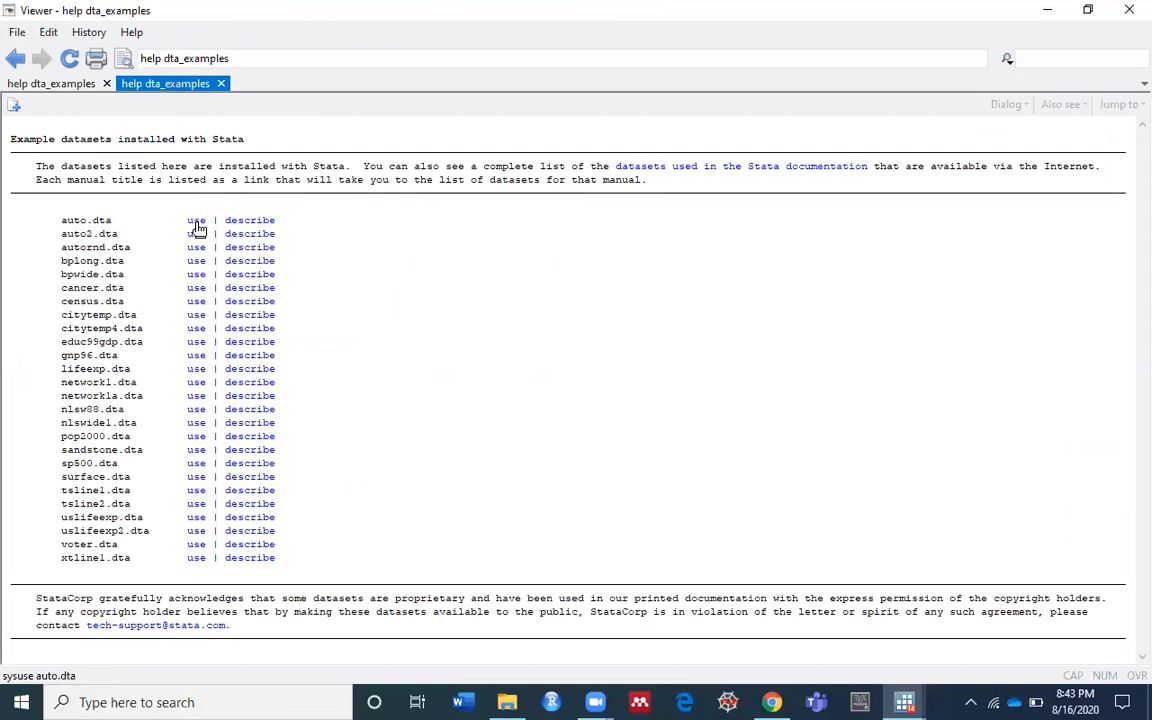 Viewer - help dta_examples
File Edit History Help
help dta_examples
help dta_examples × help dta_examples ×
Dialog Also see Jump to
Example datasets installed with Stata
The datasets listed here are installed with Stata. You can also see a complete list of the datasets used in the Stata documentation that are available via the Internet.
Each manual title is listed as a link that will take you to the list of datasets for that manual.
auto.dta use | describe
auto2.dta use | describe
autornd.dta use | describe
bplong.dta use | describe
bpwide.dta use | describe
cancer.dta use | describe
census.dta use | describe
citytemp.dta use | describe
citytemp4.dta use | describe
educ99gdp.dta use | describe
gnp96.dta use | describe
lifeexp.dta use | describe
network1.dta use | describe
network1a.dta use | describe
nlsw88.dta use | describe
nlswide1.dta use | describe
pop2000.dta use | describe
sandstone.dta use | describe
sp500.dta use | describe
surface.dta use | describe
tsline1.dta use | describe
tsline2.dta use | describe
uslifeexp.dta use | describe
uslifeexp2.dta use | describe
voter.dta use | describe
xtline1.dta use | describe
StataCorp gratefully acknowledges that some datasets are proprietary and have been used in our printed documentation with the express permission of the copyright holders.
If any copyright holder believes that by making these datasets available to the public, StataCorp is in violation of the letter or spirit of any such agreement, please
contact tech-support@stata.com.
sysuse auto.dta
CAP NUM OVR
Type here to search
8:43 PM
8/16/2020